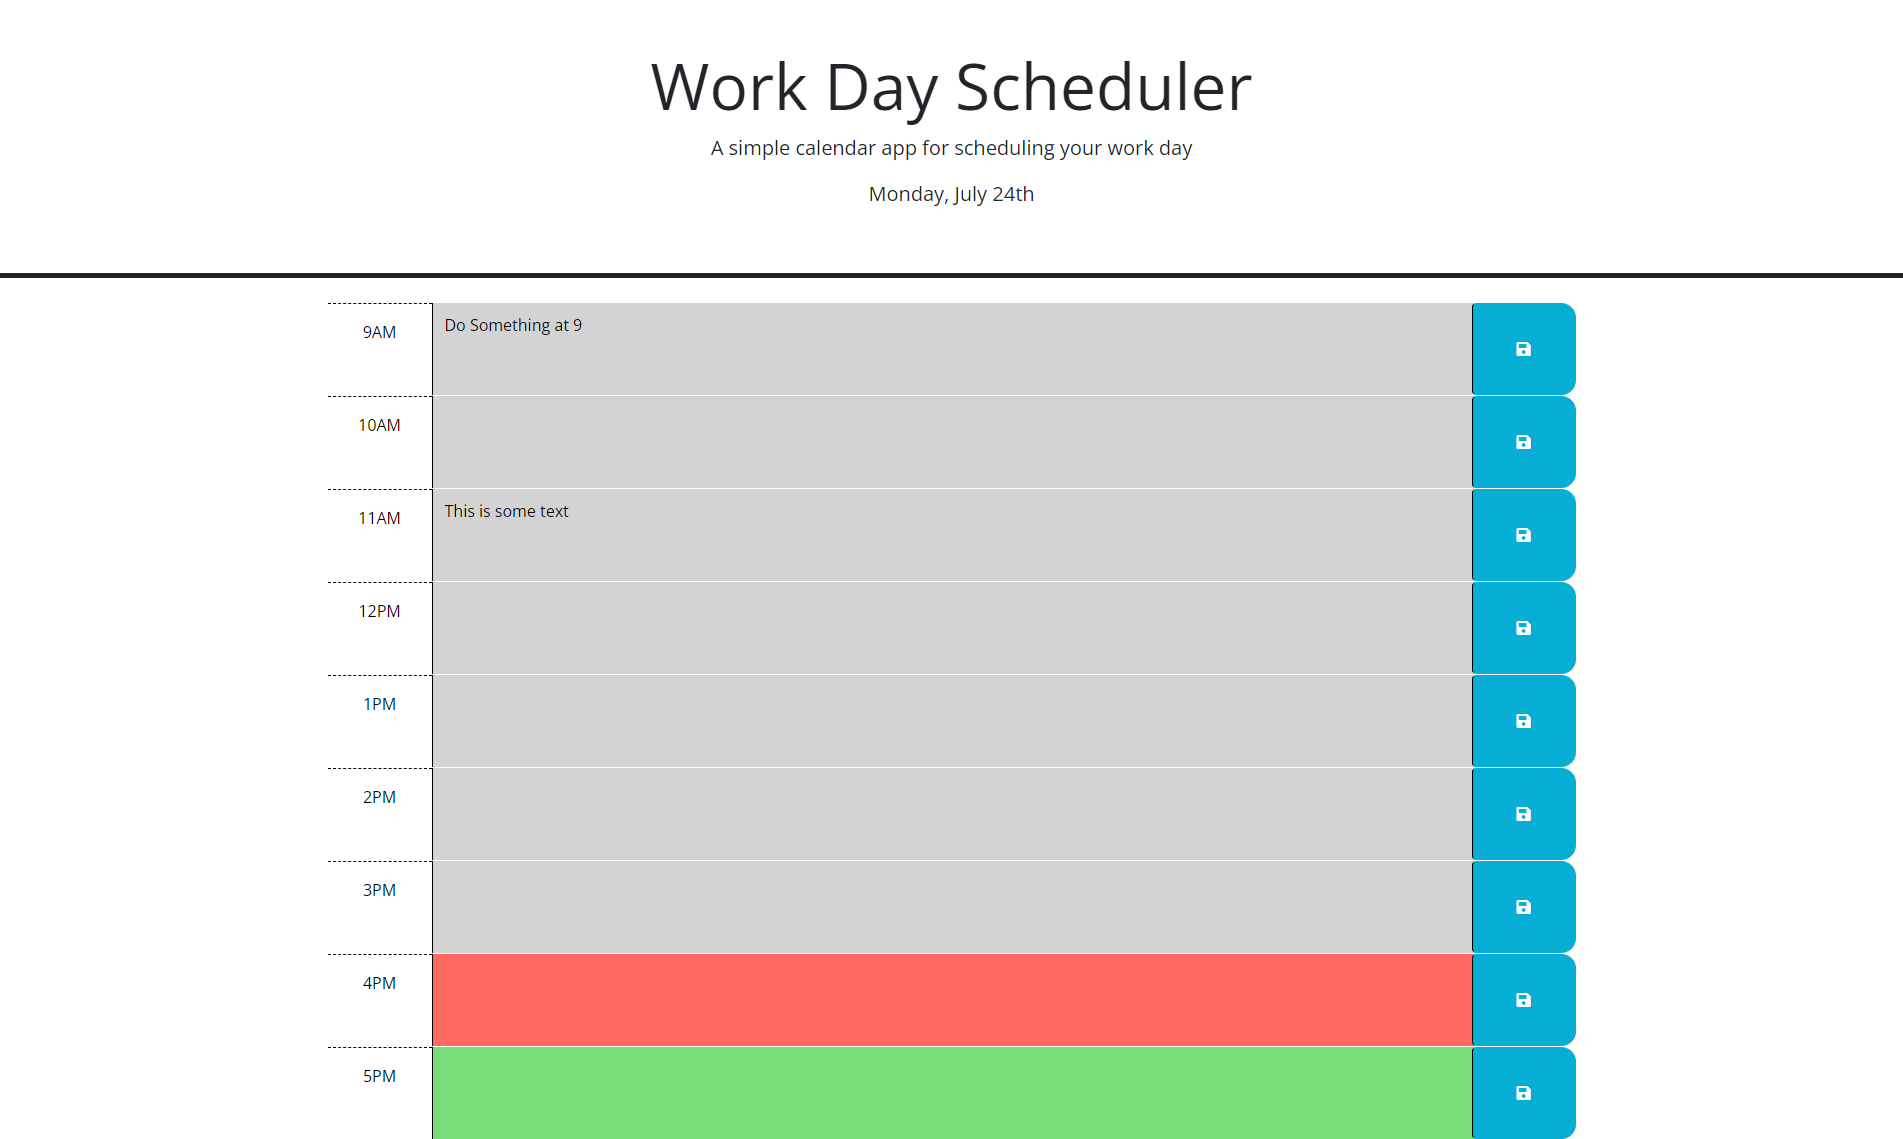 Work Day Scheduler
A simple calendar app for scheduling your work day
Monday, July 24th
9AM
Do Something at 9
10AM
11AM
This is some text
12PM
1PM
2PM
3PM
4PM
5PM